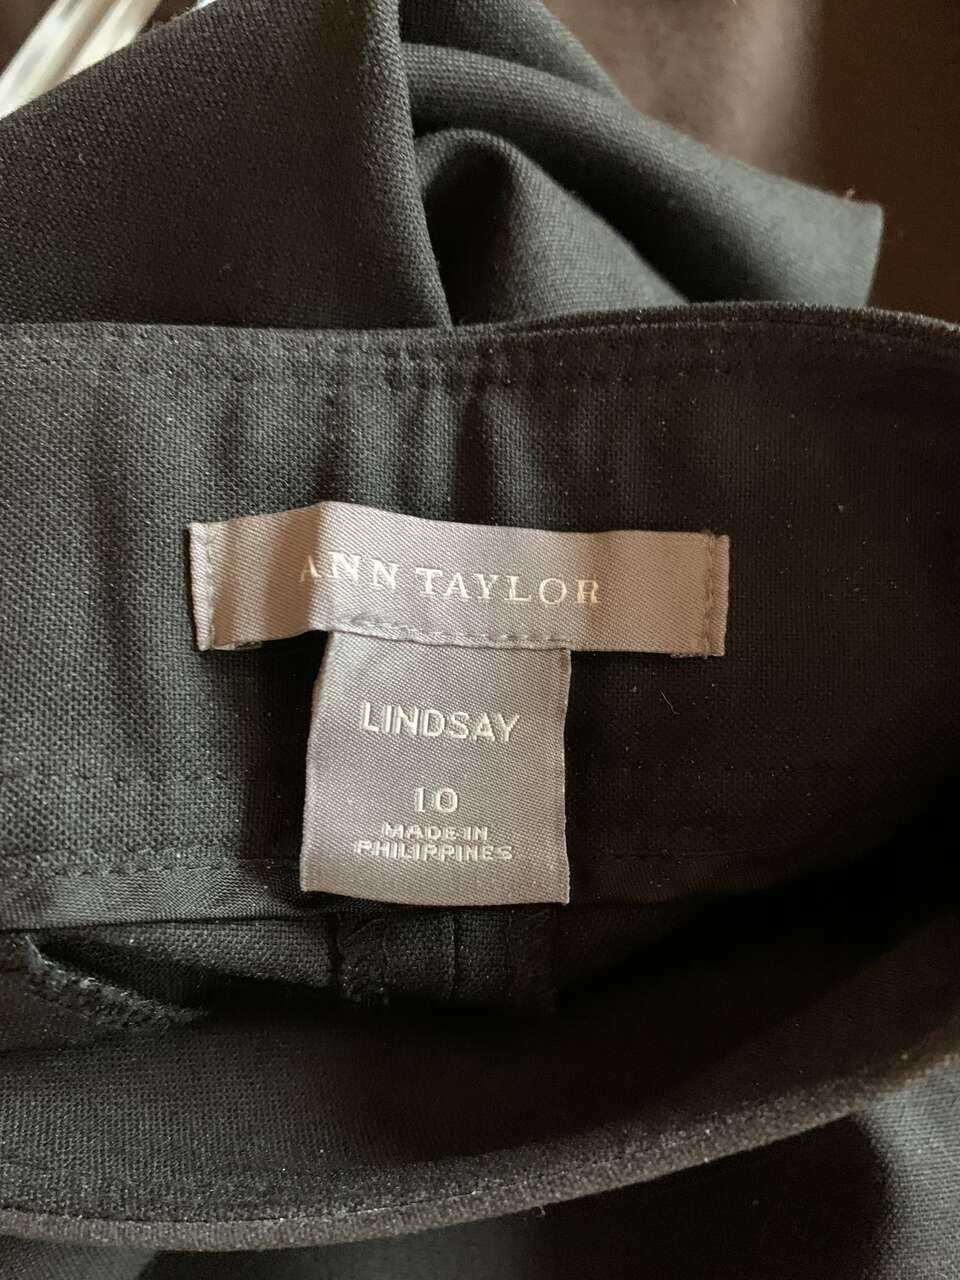 ANN TAYLOR
LINDSAY
10
MADE IN
PHILIPPINES